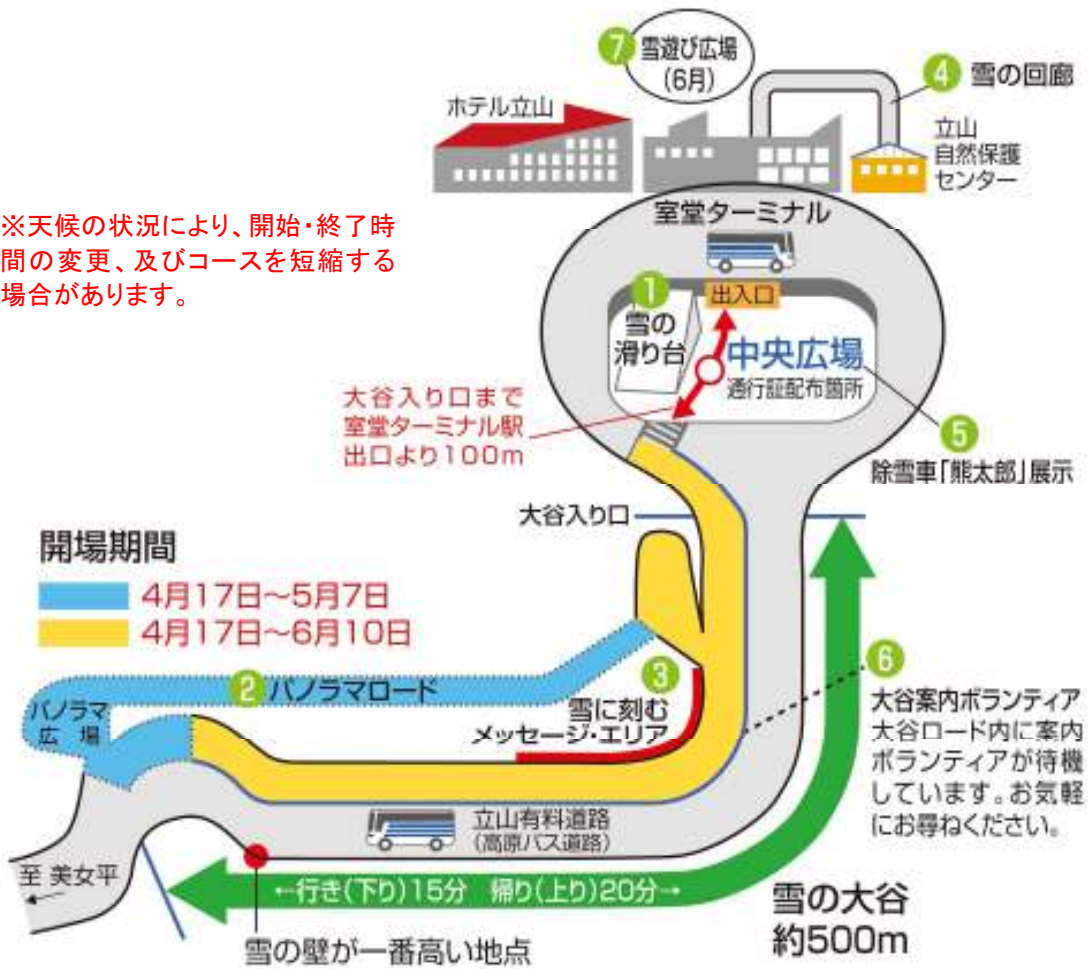 7 雪遊び広場
(6月)
4 雪の回廊
ホテル立山
立山
自然保護
センター
※天候の状況により、開始・終了時
間の変更、及びコースを短縮する
場合があります。
室堂ターミナル
1
雪の
滑り台
出入口
中央広場
通行証配布箇所
大谷入り口まで
室堂ターミナル駅
出口より100m
5
除雪車「熊太郎」展示
大谷入り口
開場期間
4月17日〜5月7日
4月17日〜6月10日
2 パノラマロード
パノラマ
広場
3
雪に刻む
メッセージ・エリア
6
大谷案内ボランティア
大谷ロード内に案内
ボランティアが待機
しています。お気軽
にお尋ねください。
立山有料道路
(高原バス道路)
至 美女平
←
←行き(下り)15分 帰り(上り)20分→
雪の大谷
約500m
雪の壁が一番高い地点